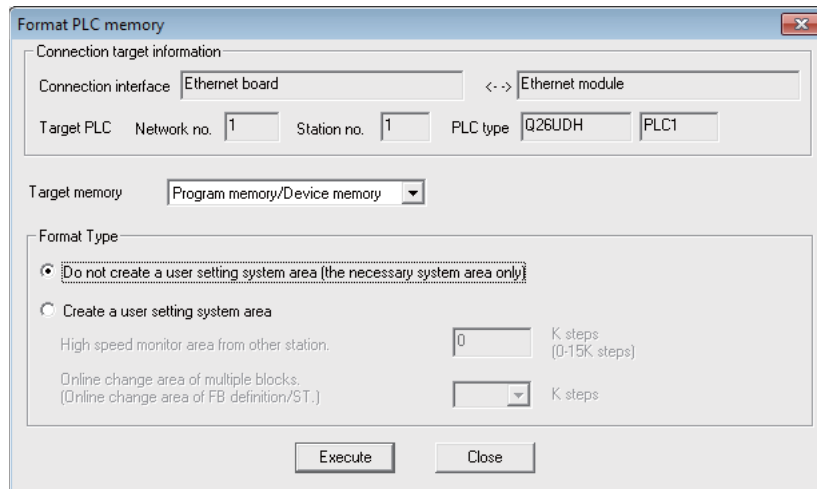 Format PLC memory
Connection target information
Connection interface Ethernet board <--> Ethernet module
Target PLC Network no. 1 Station no. 1 PLC type Q26UDH PLC1
Target memory Program memory/Device memory
Format Type
Do not create a user setting system area (the necessary system area only)
Create a user setting system area
High speed monitor area from other station. 0 K steps
(0-15K steps)
Online change area of multiple blocks.
(Online change area of FB definition/ST.) K steps
Execute Close